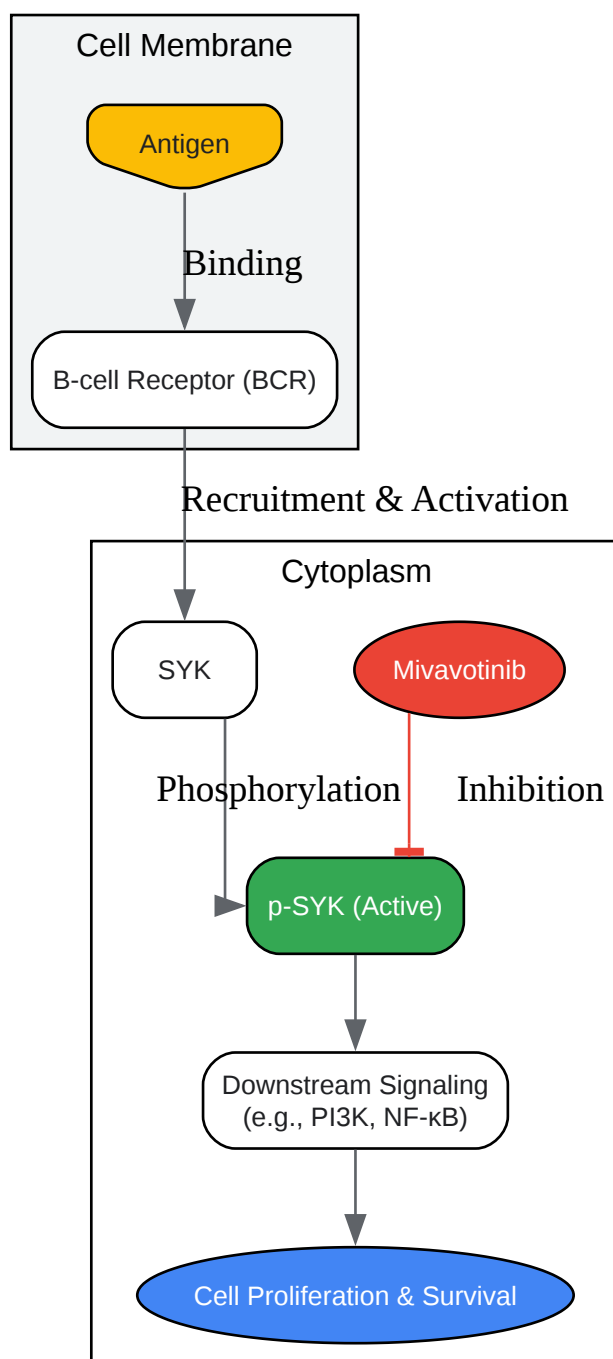 Cell Membrane
Antigen
Binding
B-cell Receptor (BCR)
Recruitment & Activation
Cytoplasm
SYK
Mivavotinib
Phosphorylation
Inhibition
p-SYK (Active)
Downstream Signaling
(e.g., PI3K, NF-κB)
Cell Proliferation & Survival